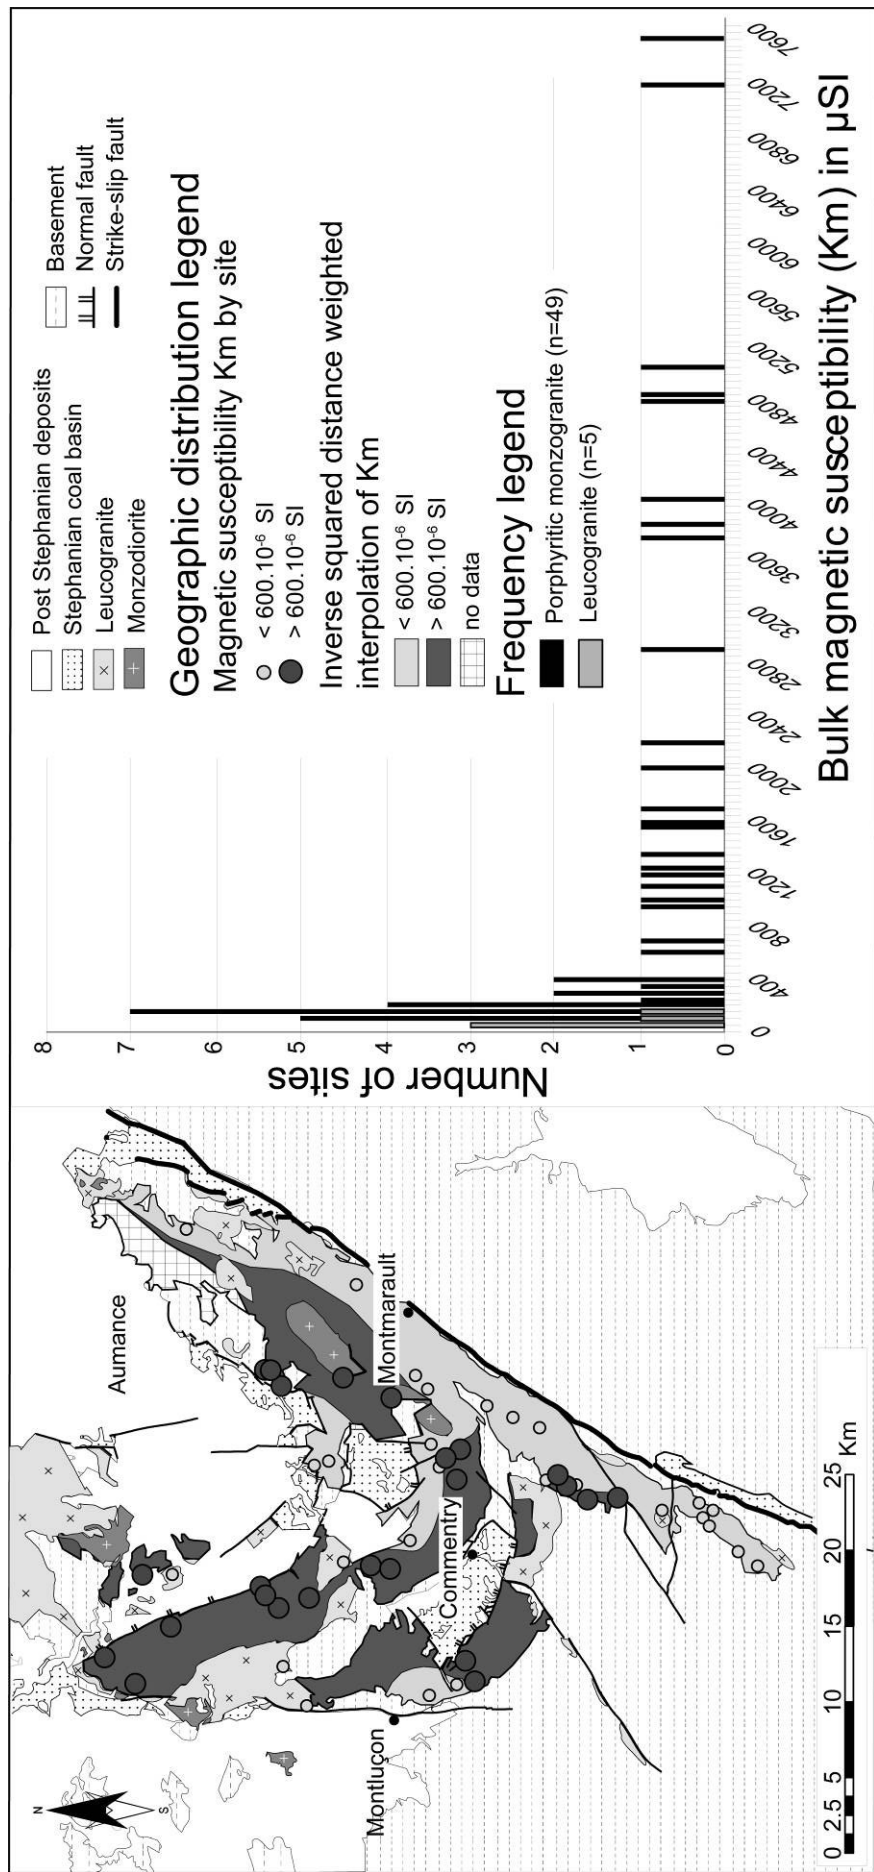 N
S
Aumance
Montmarault
Commentry
Montluçon
0 2.5 5 10 15 20 25
Km
Post Stephanian deposits
Stephanian coal basin
Leucogranite
Monzodiorite
Basement
Normal fault
Strike-slip fault
Geographic distribution legend
Magnetic susceptibility Km by site
< 600.10⁻⁶ SI
> 600.10⁻⁶ SI
Inverse squared distance weighted
interpolation of Km
< 600.10⁻⁶ SI
> 600.10⁻⁶ SI
no data
Frequency legend
Porphyritic monzogranite (n=49)
Leucogranite (n=5)
Number of sites
8
7
6
5
4
3
2
1
0
0 400 800 1200 1600 2000 2400 2800 3200 3600 4000 4400 4800 5200 5600 6000 6400 6800 7200 7600
Bulk magnetic susceptibility (Km) in µSI